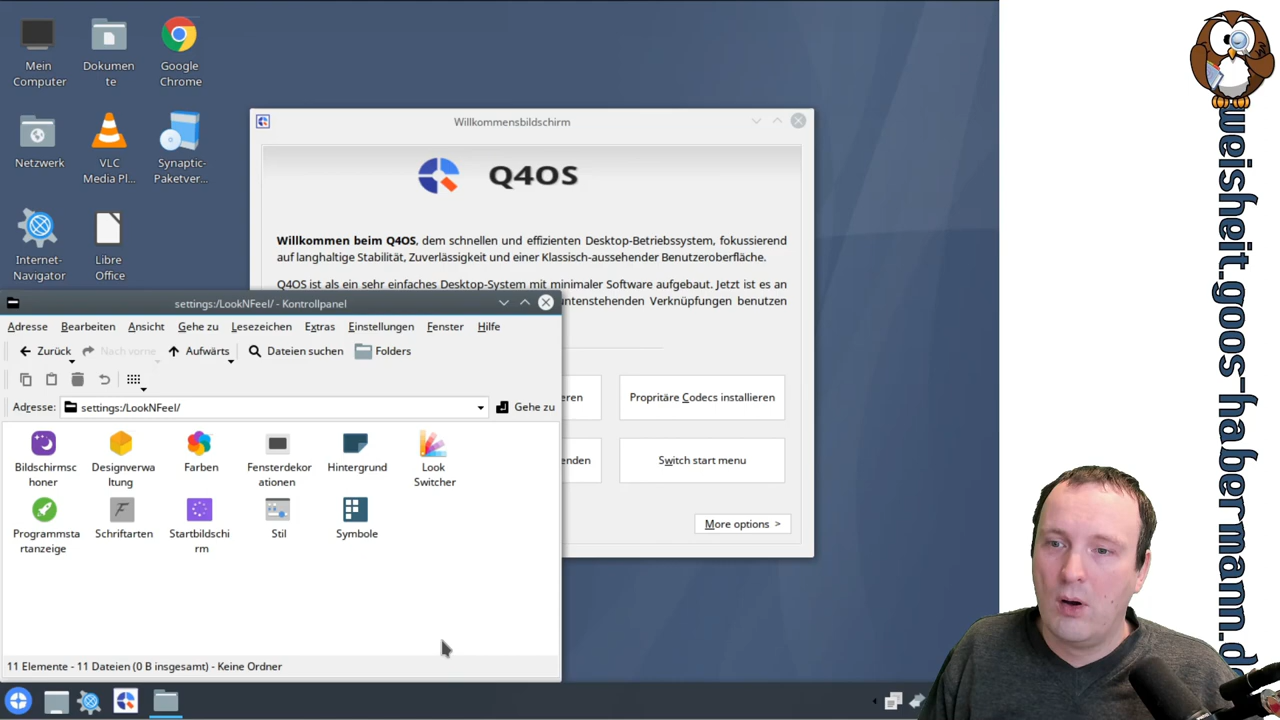 Mein
Computer
Dokumen
te
Google
Chrome
Netzwerk
VLC
Media Pl...
Synaptic-
Paketver...
Internet-
Navigator
Libre
Office
Willkommensbildschirm
Q4OS
Willkommen beim Q4OS, dem schnellen und effizienten Desktop-Betriebssystem, fokussierend
auf langhaltige Stabilität, Zuverlässigkeit und einer Klassisch-aussehender Benutzeroberfläche.
Q4OS ist als ein sehr einfaches Desktop-System mit minimaler Software aufgebaut. Jetzt ist es an
untenstehenden Verknüpfungen benutzen
eren
Propritäre Codecs installieren
enden
Switch start menu
More options >
settings:/LookNFeel/ - Kontrollpanel
Adresse Bearbeiten Ansicht Gehe zu Lesezeichen Extras Einstellungen Fenster Hilfe
Zurück Nach vorne Aufwärts Dateien suchen Folders
Adresse: settings:/LookNFeel/ Gehe zu
Bildschirmsc
honer
Designverwa
ltung
Farben
Fensterdekor
ationen
Hintergrund
Look
Switcher
Programmsta
rtanzeige
Schriftarten
Startbildschi
rm
Stil
Symbole
11 Elemente - 11 Dateien (0 B insgesamt) - Keine Ordner
weisheit.goos-habermann.d